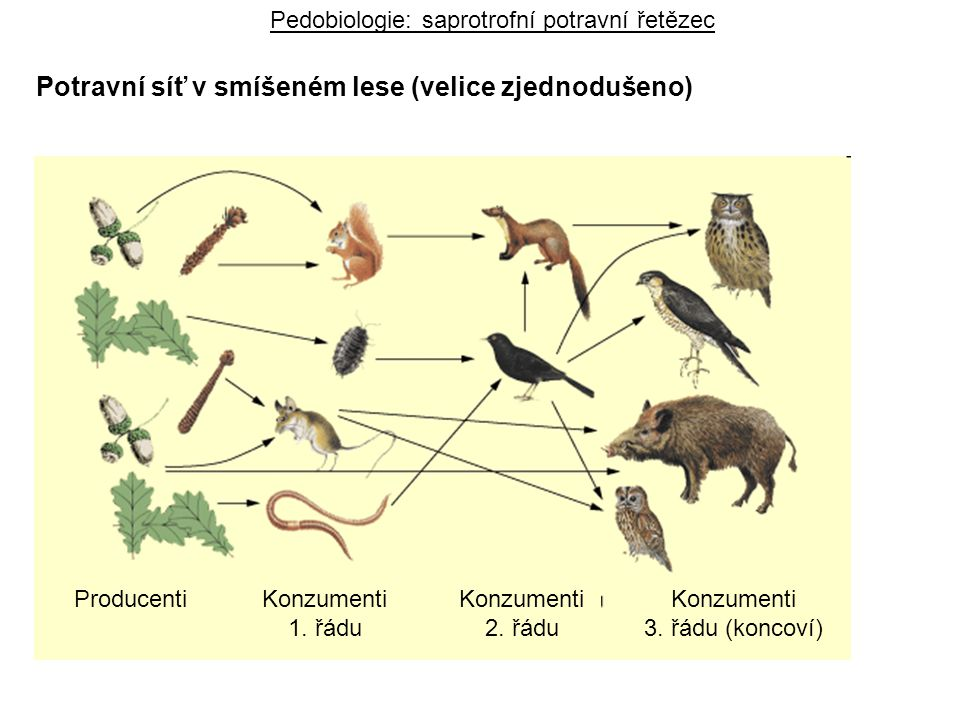 Pedobiologie: saprotrofní potravní řetězec
Potravní síť v smíšeném lese (velice zjednodušeno)
Producenti
Konzumenti
1. řádu
Konzumenti
2. řádu
Konzumenti
3. řádu (koncoví)